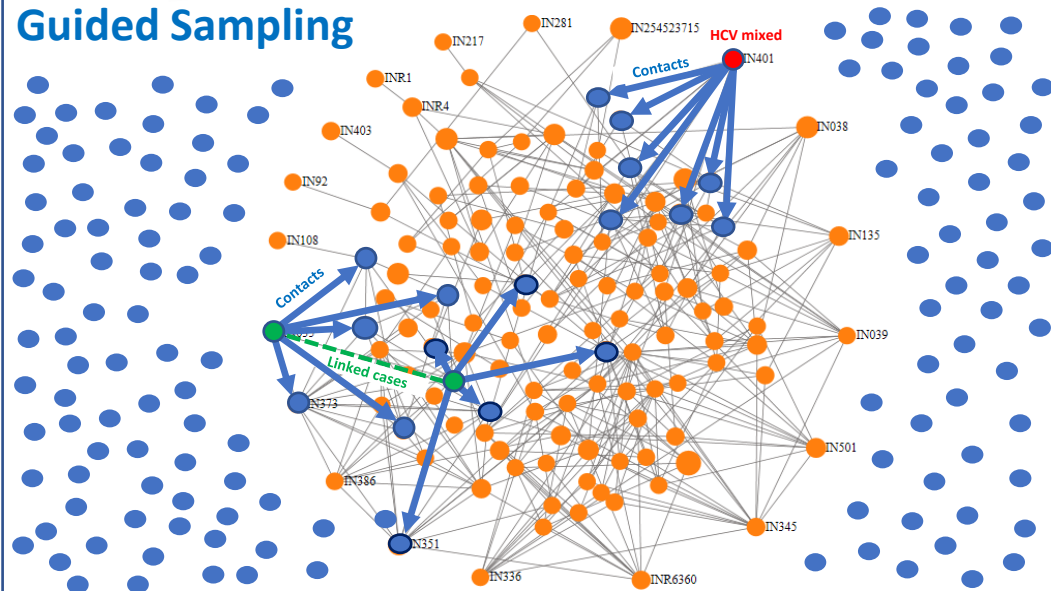 Guided Sampling
IN281
IN254523715
HCV mixed
IN217
IN401
Contacts
INR1
INR4
IN038
IN403
IN92
IN135
IN108
Contacts
IN039
Linked cases
IN373
IN501
IN386
IN345
IN351
IN336
INR6360